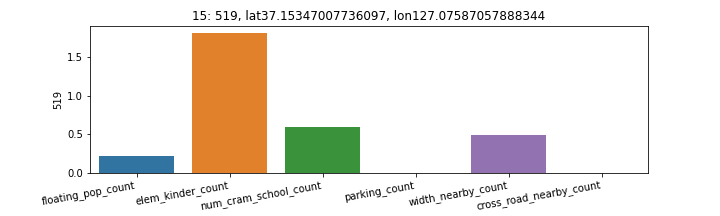 15: 519, lat37.15347007736097, lon127.07587057888344
519
1.5
1.0
0.5
0.0
floating_pop_count
elem_kinder_count
num_cram_school_count
parking_count
width_nearby_count
cross_road_nearby_count